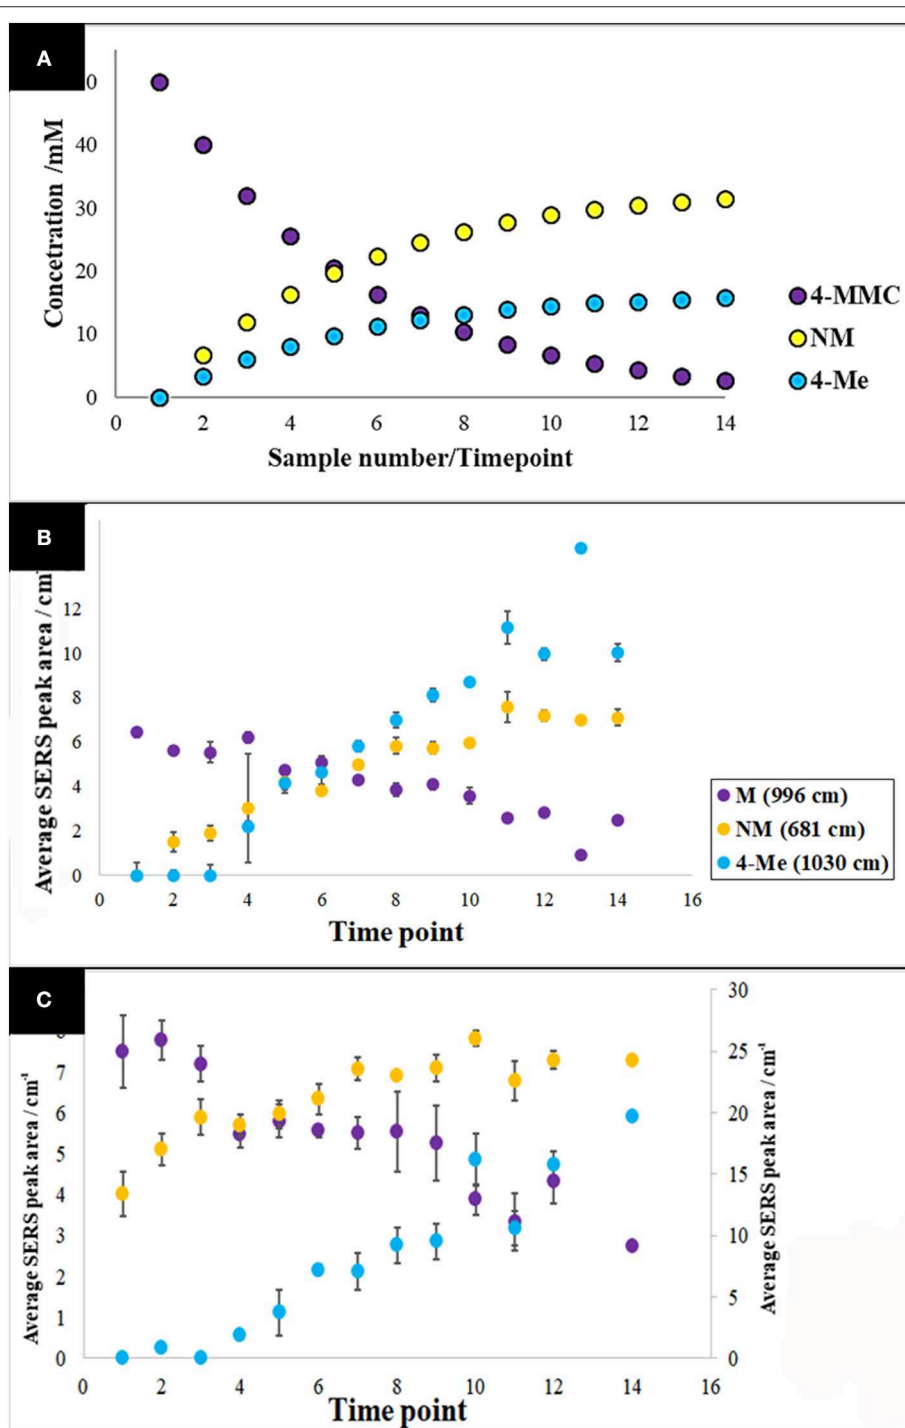 A
Concetration /mM
0
40
30
20
10
0
0 2 4 6 8 10 12 14
Sample number/Timepoint
4-MMC
NM
4-Me
B
Average SERS peak area / cm⁻
12
10
8
6
4
2
0
0 2 4 6 8 10 12 14 16
Time point
M (996 cm)
NM (681 cm)
4-Me (1030 cm)
C
Average SERS peak area / cm⁻¹
7
6
5
4
3
2
1
0
0 2 4 6 8 10 12 14 16
Time point
30
25
20
15
10
5
0
Average SERS peak area / cm⁻¹